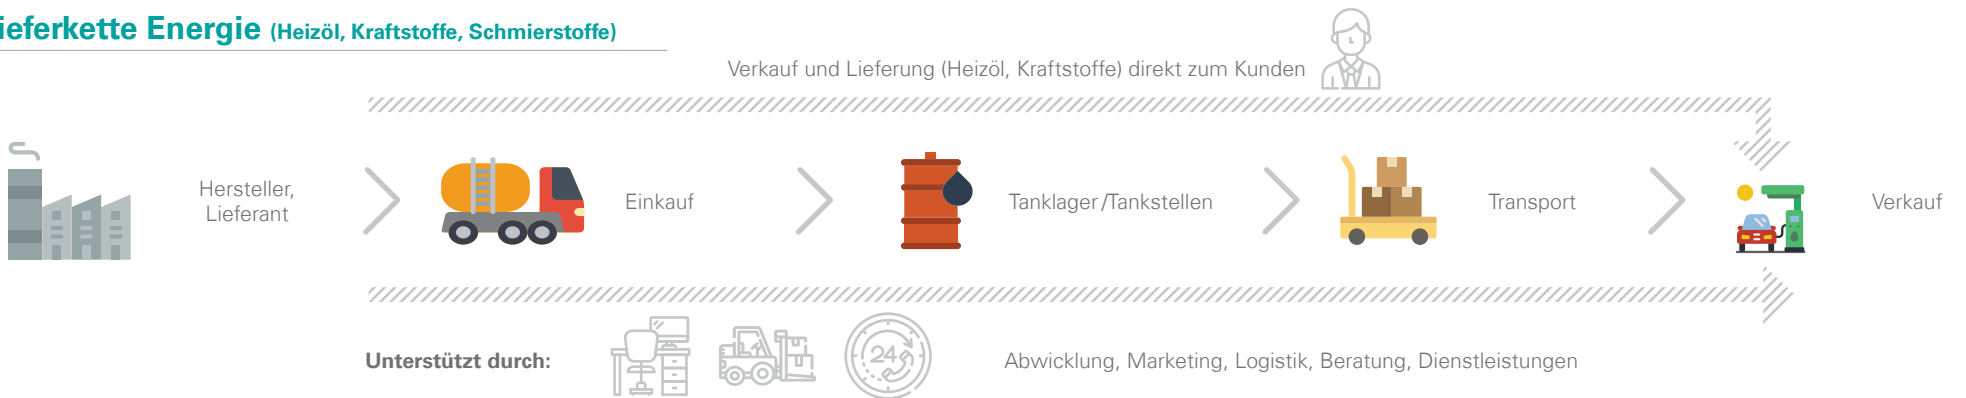 ieferkette Energie (Heizöl, Kraftstoffe, Schmierstoffe)
Verkauf und Lieferung (Heizöl, Kraftstoffe) direkt zum Kunden
Hersteller,
Lieferant
Einkauf
Tanklager/Tankstellen
Transport
Verkauf
24
Unterstützt durch:
Abwicklung, Marketing, Logistik, Beratung, Dienstleistungen